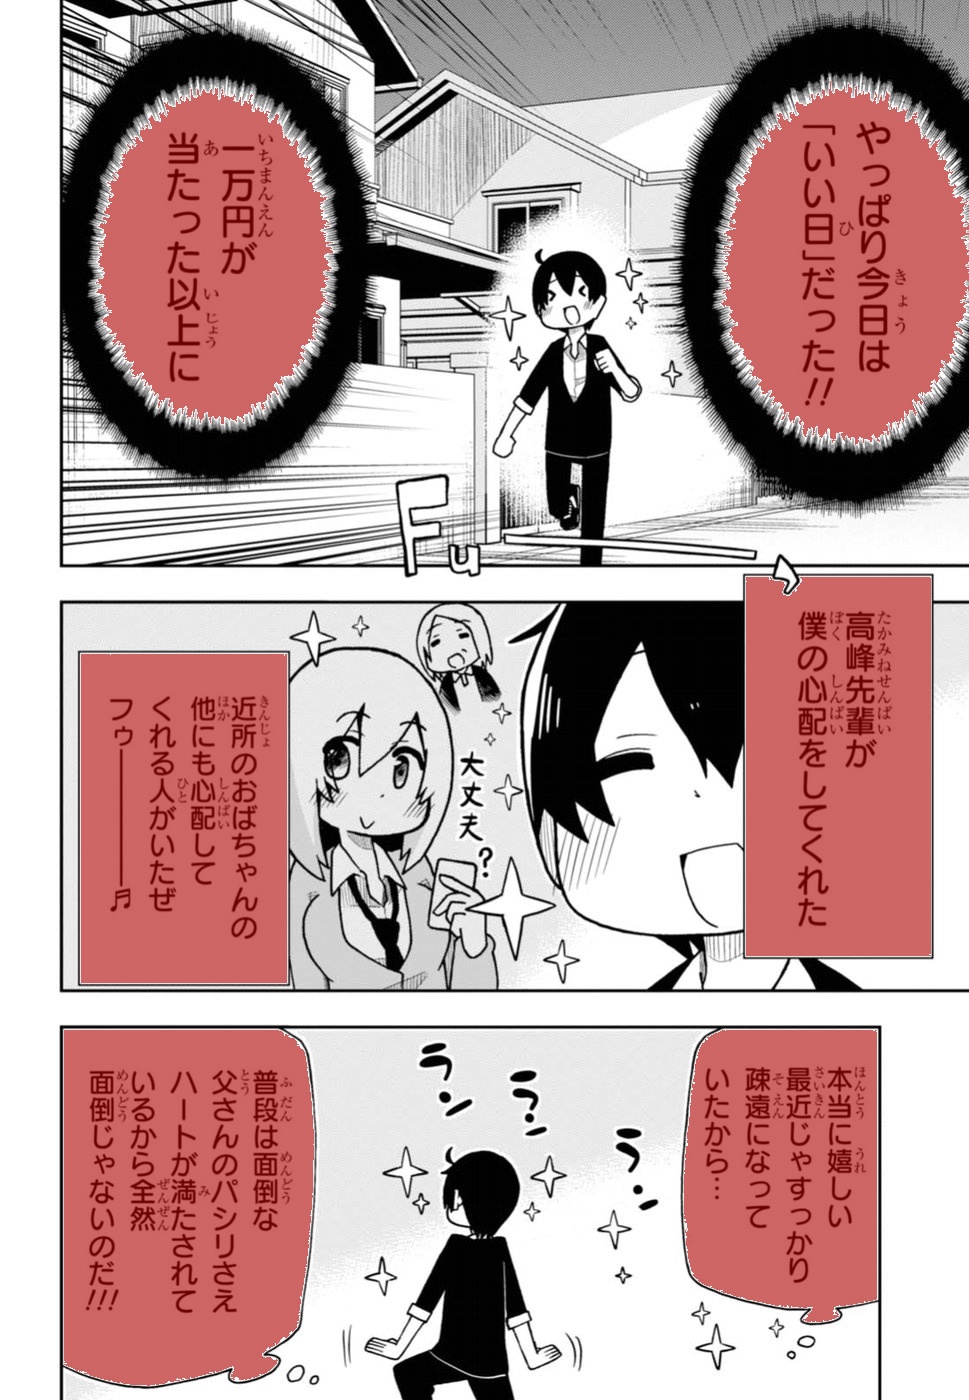 やっぱり今日は
「いい日」だった!!
一万円が
当たった以上に
Fu
高峰先輩が
僕の心配をしてくれた
大丈夫?
近所のおばちゃんの
他にも心配して
くれる人がいたぜ
フゥ――――♬
本当に嬉しい
最近じゃすっかり
疎遠になって
いたから…
うん
うん
普段は面倒な
父さんのパシリさえ
ハートが満たされて
いるから全然
面倒じゃないのだ!!!